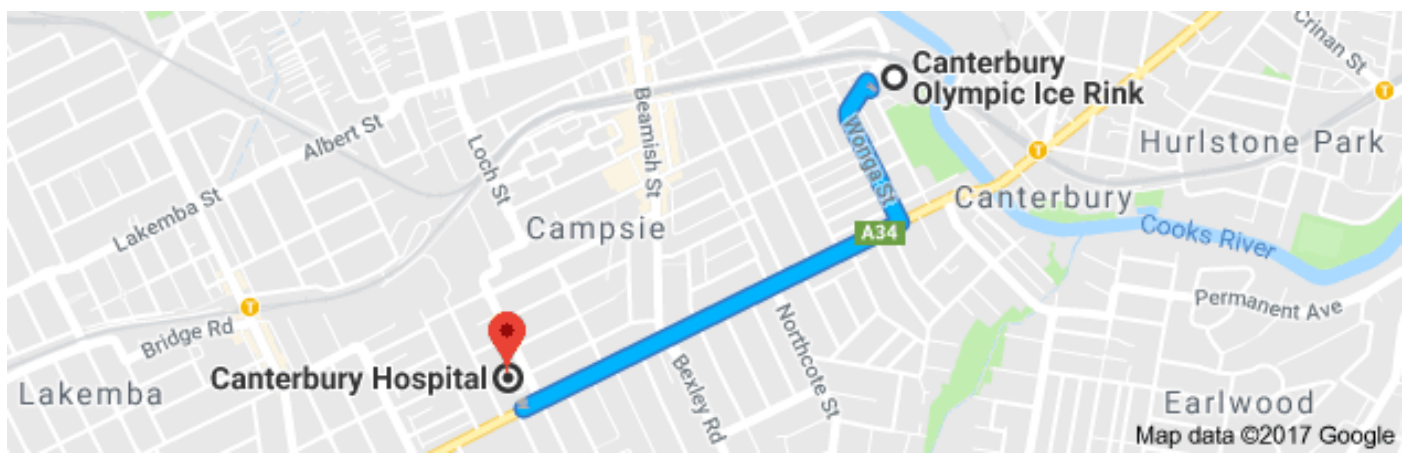 Canterbury
Olympic Ice Rink
Crinan St
T
Hurlstone Park
T
Beamish St
Albert St
Loch St
Wonga St
Canterbury
Lakemba St
Campsie
A34
Cooks River
Permanent Ave
T
Bridge Rd
Northcote St
Canterbury Hospital
Bexley Rd
Lakemba
Earlwood
Map data ©2017 Google